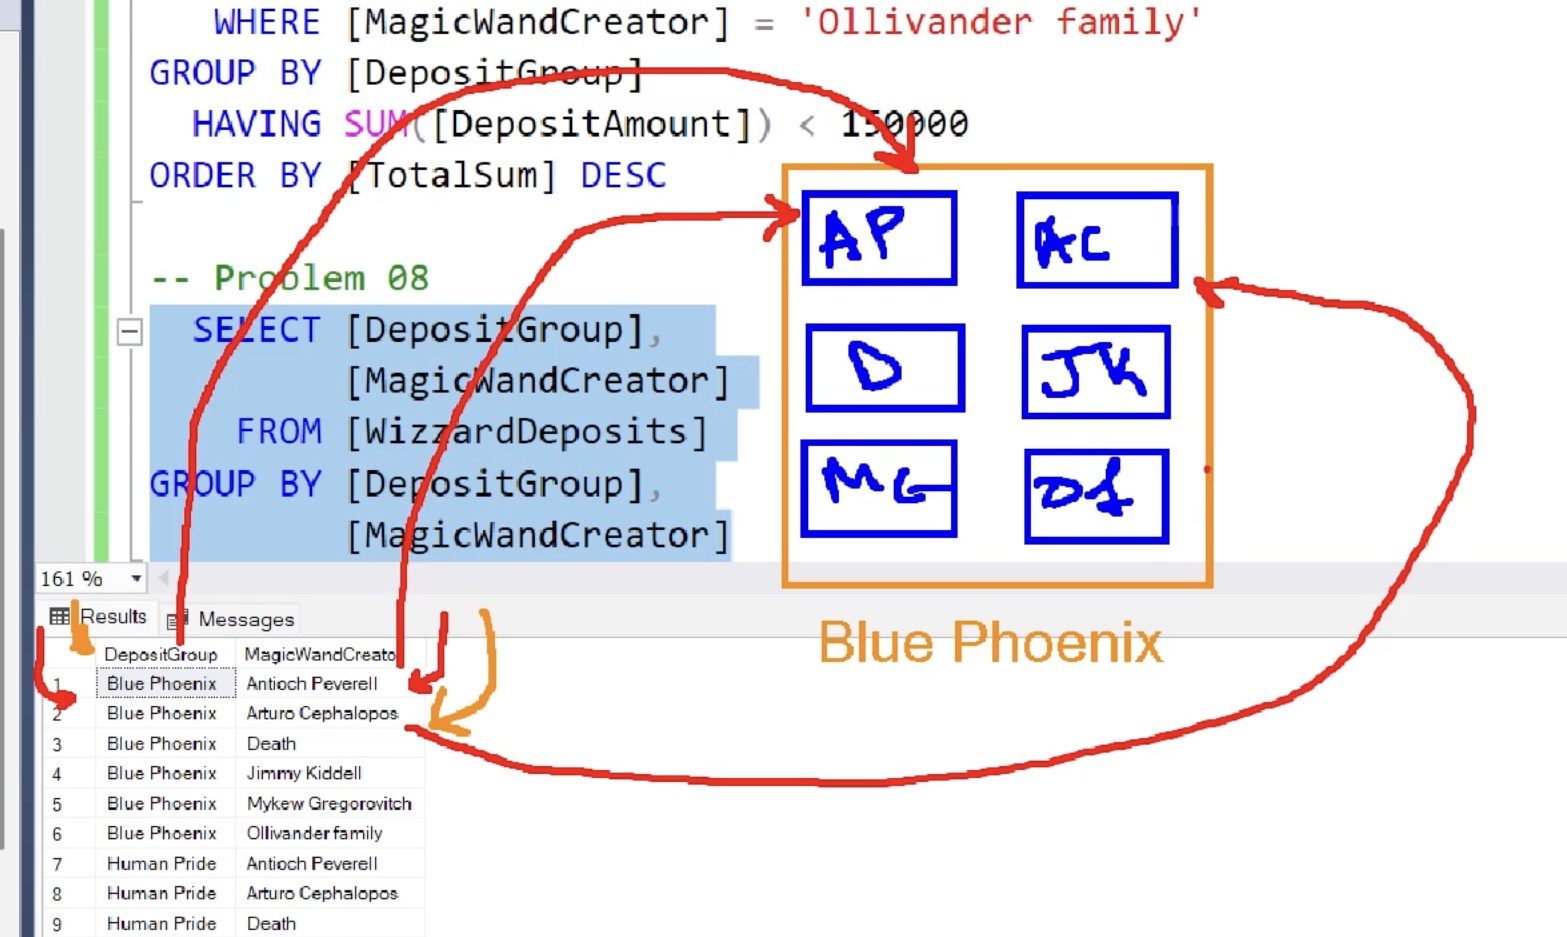 WHERE [MagicWandCreator] = 'Ollivander family'
GROUP BY [DepositGroup]
HAVING SUM([DepositAmount]) < 150000
ORDER BY [TotalSum] DESC
-- Problem 08
SELECT [DepositGroup],
[MagicWandCreator]
FROM [WizzardDeposits]
GROUP BY [DepositGroup],
[MagicWandCreator]
AP AC
D JK
MG Of
Blue Phoenix
161 %
Results Messages
DepositGroup MagicWandCreato
1 Blue Phoenix Antioch Peverell
2 Blue Phoenix Arturo Cephalopos
3 Blue Phoenix Death
4 Blue Phoenix Jimmy Kiddell
5 Blue Phoenix Mykew Gregorovitch
6 Blue Phoenix Ollivander family
7 Human Pride Antioch Peverell
8 Human Pride Arturo Cephalopos
9 Human Pride Death